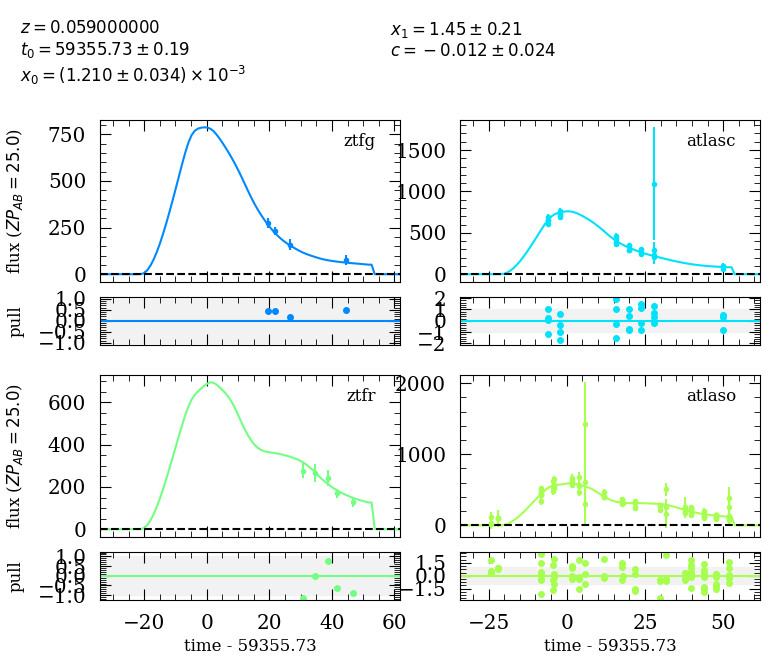 z = 0.059000000
t₀ = 59355.73 ± 0.19
x₀ = (1.210 ± 0.034) × 10⁻³
x₁ = 1.45 ± 0.21
c = −0.012 ± 0.024
flux (ZP_AB = 25.0)
750
500
250
0
ztfg
1500
1000
500
0
atlasc
pull
1.0
0.5
0.0
−0.5
−1.0
2
1
0
−1
−2
flux (ZP_AB = 25.0)
600
400
200
0
ztfr
2000
1000
0
atlaso
pull
1.0
0.5
0.0
−0.5
−1.0
1.5
0.0
−1.5
−20 0 20 40 60
−25 0 25 50
time - 59355.73
time - 59355.73